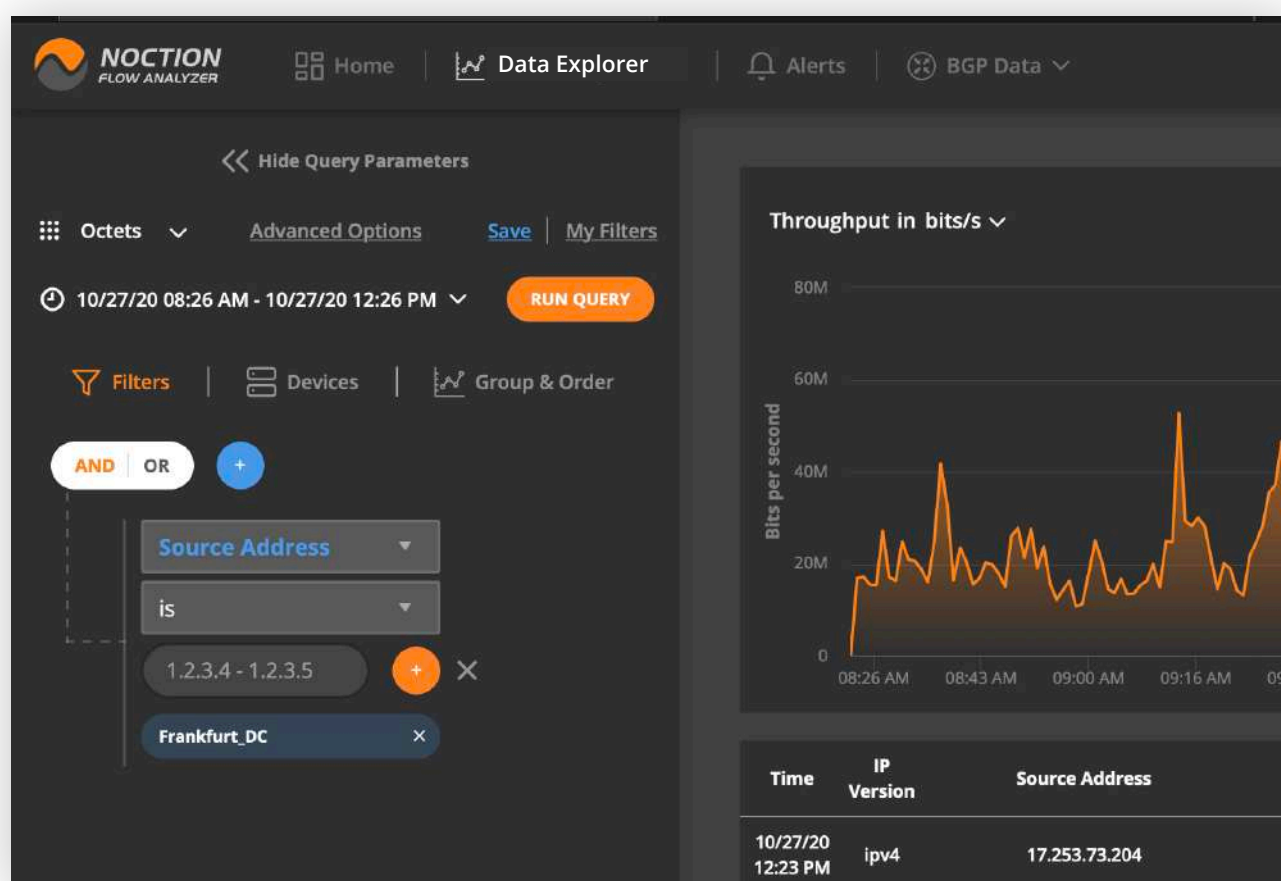 NOCTION
FLOW ANALYZER
Home
Data Explorer
Alerts
BGP Data
Hide Query Parameters
Octets
Advanced Options
Save
My Filters
10/27/20 08:26 AM - 10/27/20 12:26 PM
RUN QUERY
Filters
Devices
Group & Order
AND
OR
+
Source Address
is
1.2.3.4 - 1.2.3.5
+
Frankfurt_DC
Throughput in bits/s
80M
60M
40M
20M
0
Bits per second
08:26 AM
08:43 AM
09:00 AM
09:16 AM
Time
IP
Version
Source Address
10/27/20
12:23 PM
ipv4
17.253.73.204